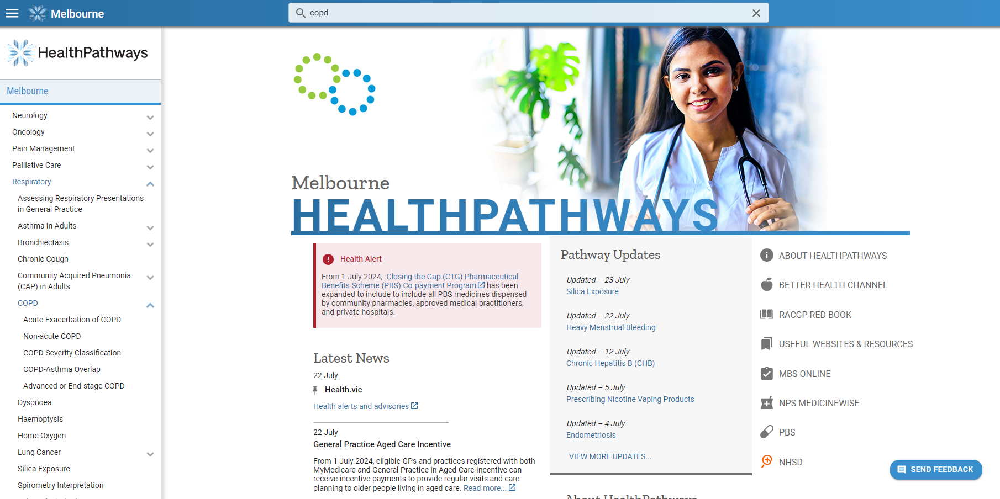 Melbourne
copd
HealthPathways
Melbourne
Neurology
Oncology
Pain Management
Palliative Care
Respiratory
Assessing Respiratory Presentations
in General Practice
Asthma in Adults
Bronchiectasis
Chronic Cough
Community Acquired Pneumonia
(CAP) in Adults
COPD
Acute Exacerbation of COPD
Non-acute COPD
COPD Severity Classification
COPD-Asthma Overlap
Advanced or End-stage COPD
Dyspnoea
Haemoptysis
Home Oxygen
Lung Cancer
Silica Exposure
Spirometry Interpretation
Melbourne
HEALTHPATHWAYS
Health Alert
From 1 July 2024, Closing the Gap (CTG) Pharmaceutical
Benefits Scheme (PBS) Co-payment Program has been
expanded to include to include all PBS medicines dispensed
by community pharmacies, approved medical practitioners,
and private hospitals.
Latest News
22 July
Health.vic
Health alerts and advisories
22 July
General Practice Aged Care Incentive
From 1 July 2024, eligible GPs and practices registered with both
MyMedicare and General Practice in Aged Care Incentive can
receive incentive payments to provide regular visits and care
planning to older people living in aged care. Read more...
Pathway Updates
Updated – 23 July
Silica Exposure
Updated – 22 July
Heavy Menstrual Bleeding
Updated – 12 July
Chronic Hepatitis B (CHB)
Updated – 5 July
Prescribing Nicotine Vaping Products
Updated – 4 July
Endometriosis
VIEW MORE UPDATES...
About HealthPathways
ABOUT HEALTHPATHWAYS
BETTER HEALTH CHANNEL
RACGP RED BOOK
USEFUL WEBSITES & RESOURCES
MBS ONLINE
NPS MEDICINEWISE
PBS
NHSD
SEND FEEDBACK